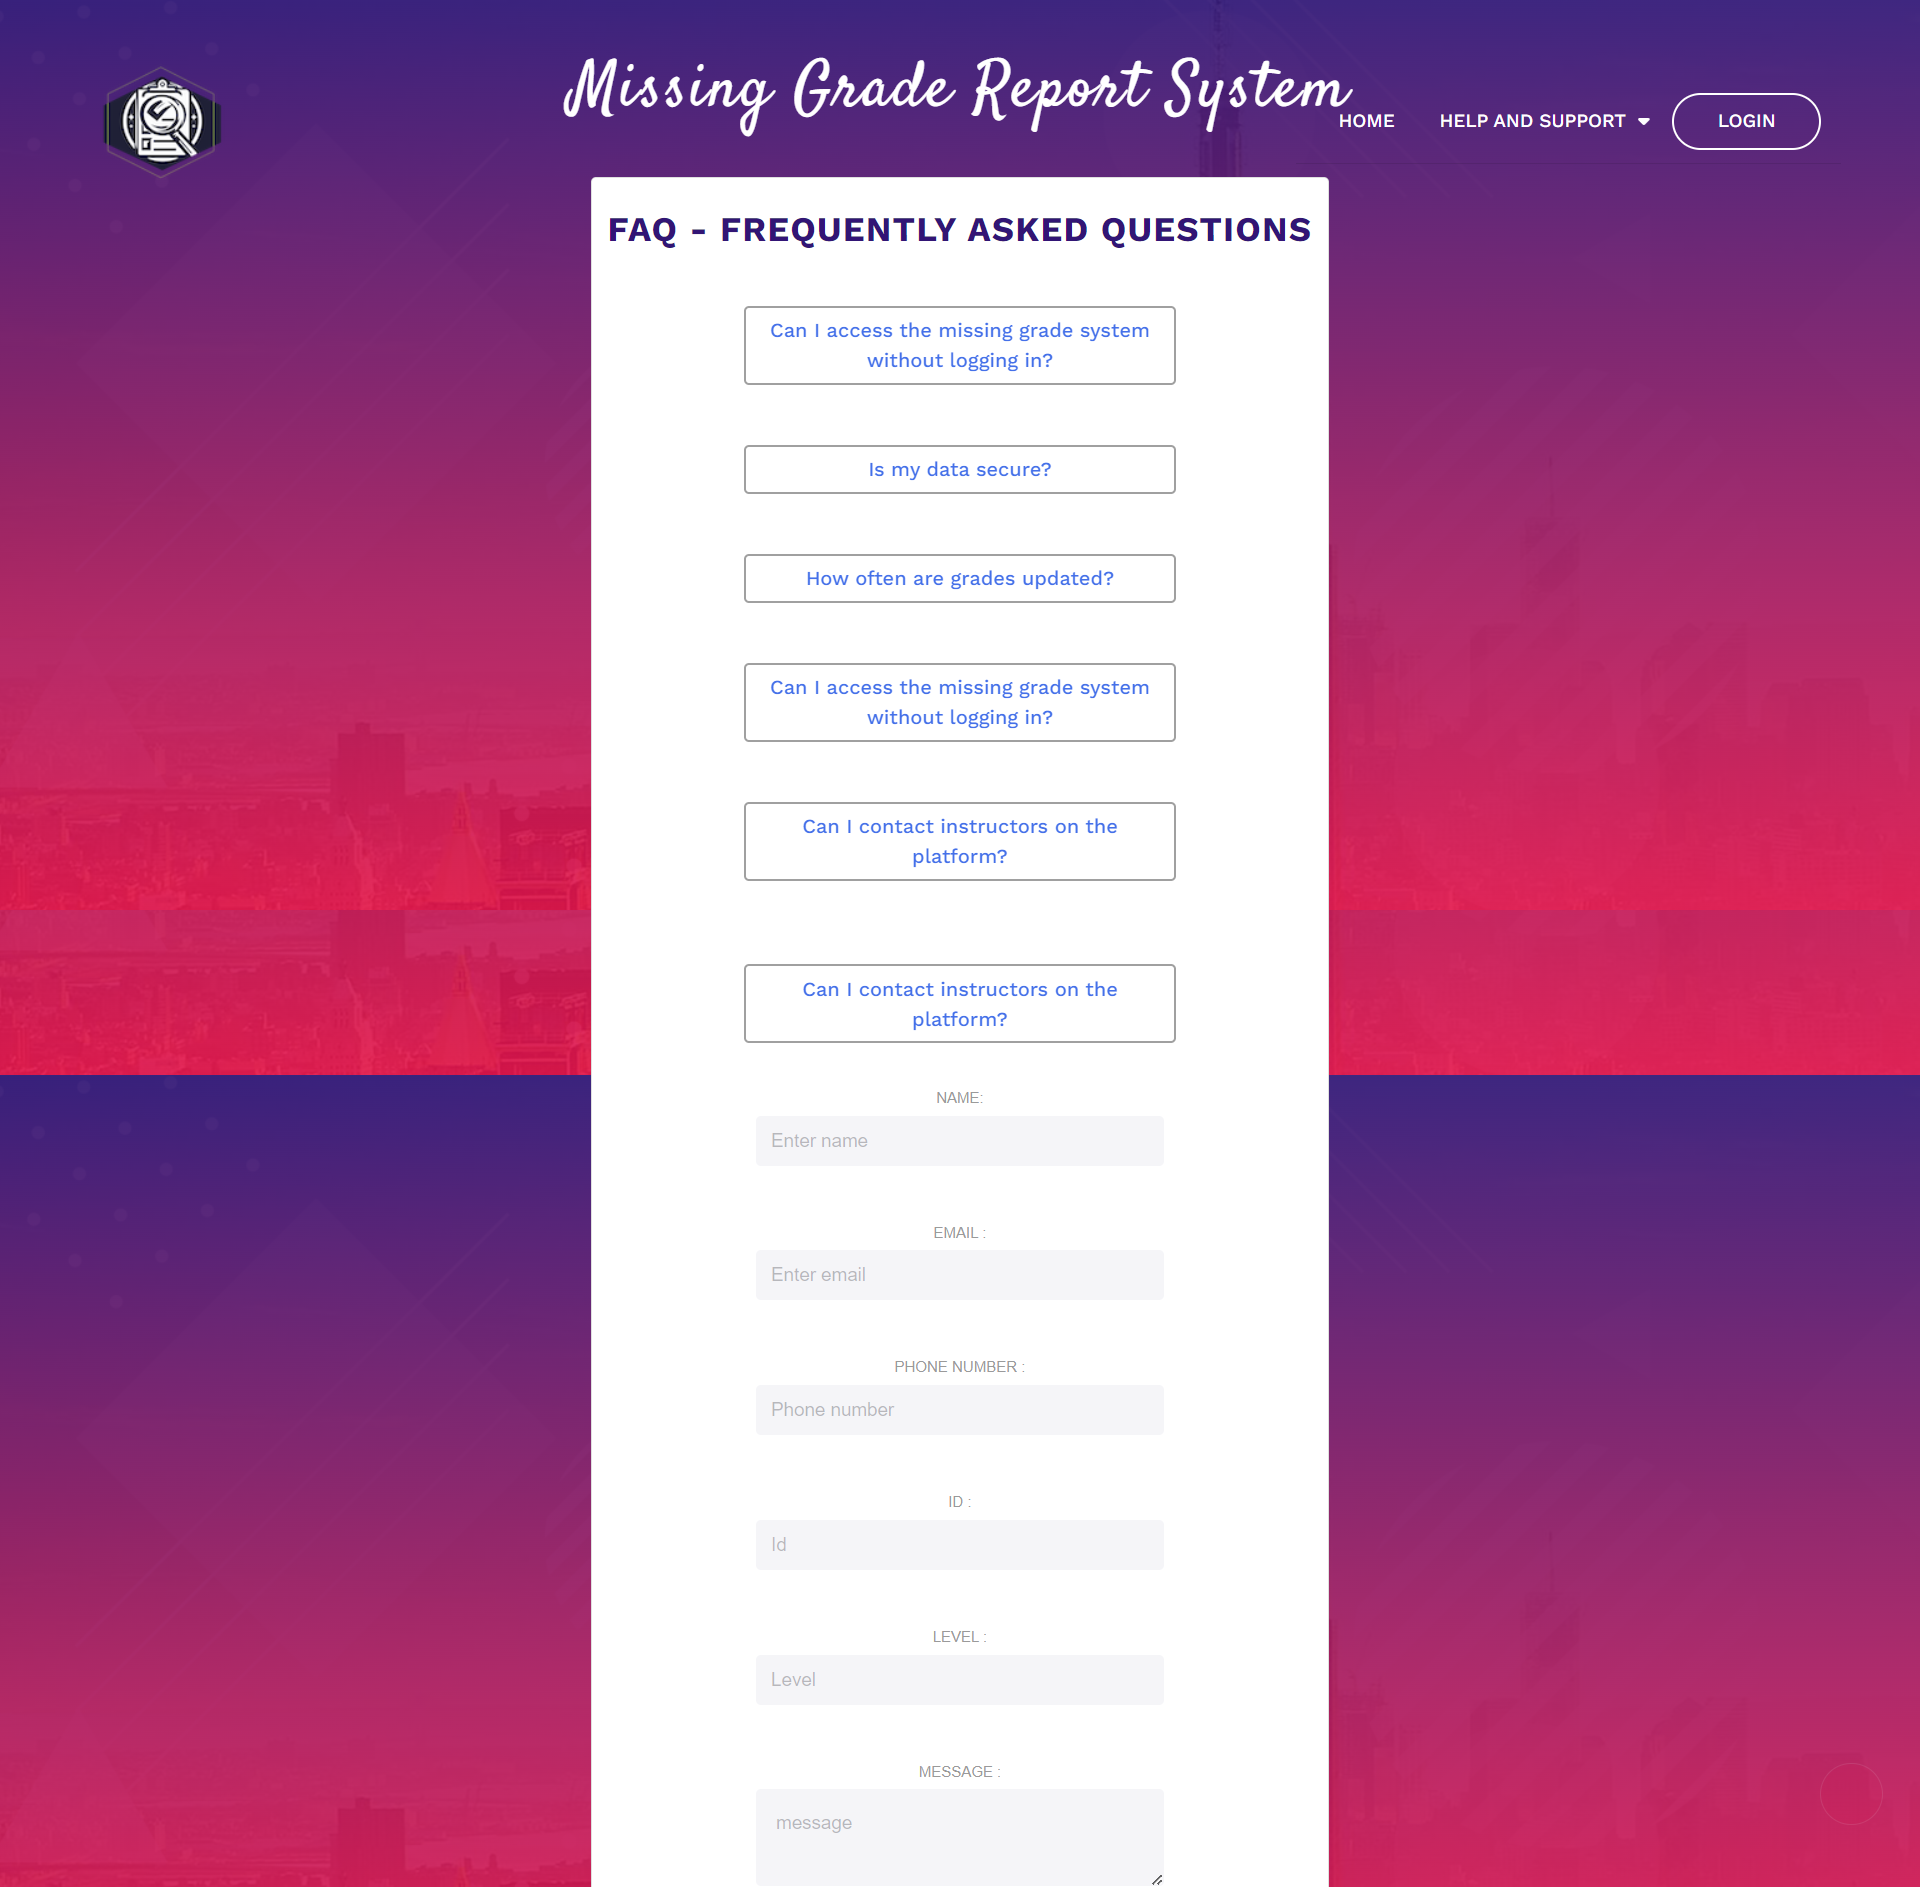 Missing Grade Report System
HOME
HELP AND SUPPORT
LOGIN
FAQ - FREQUENTLY ASKED QUESTIONS
Can I access the missing grade system
without logging in?
Is my data secure?
How often are grades updated?
Can I access the missing grade system
without logging in?
Can I contact instructors on the
platform?
Can I contact instructors on the
platform?
NAME:
Enter name
EMAIL :
Enter email
PHONE NUMBER :
Phone number
ID :
Id
LEVEL :
Level
MESSAGE :
message